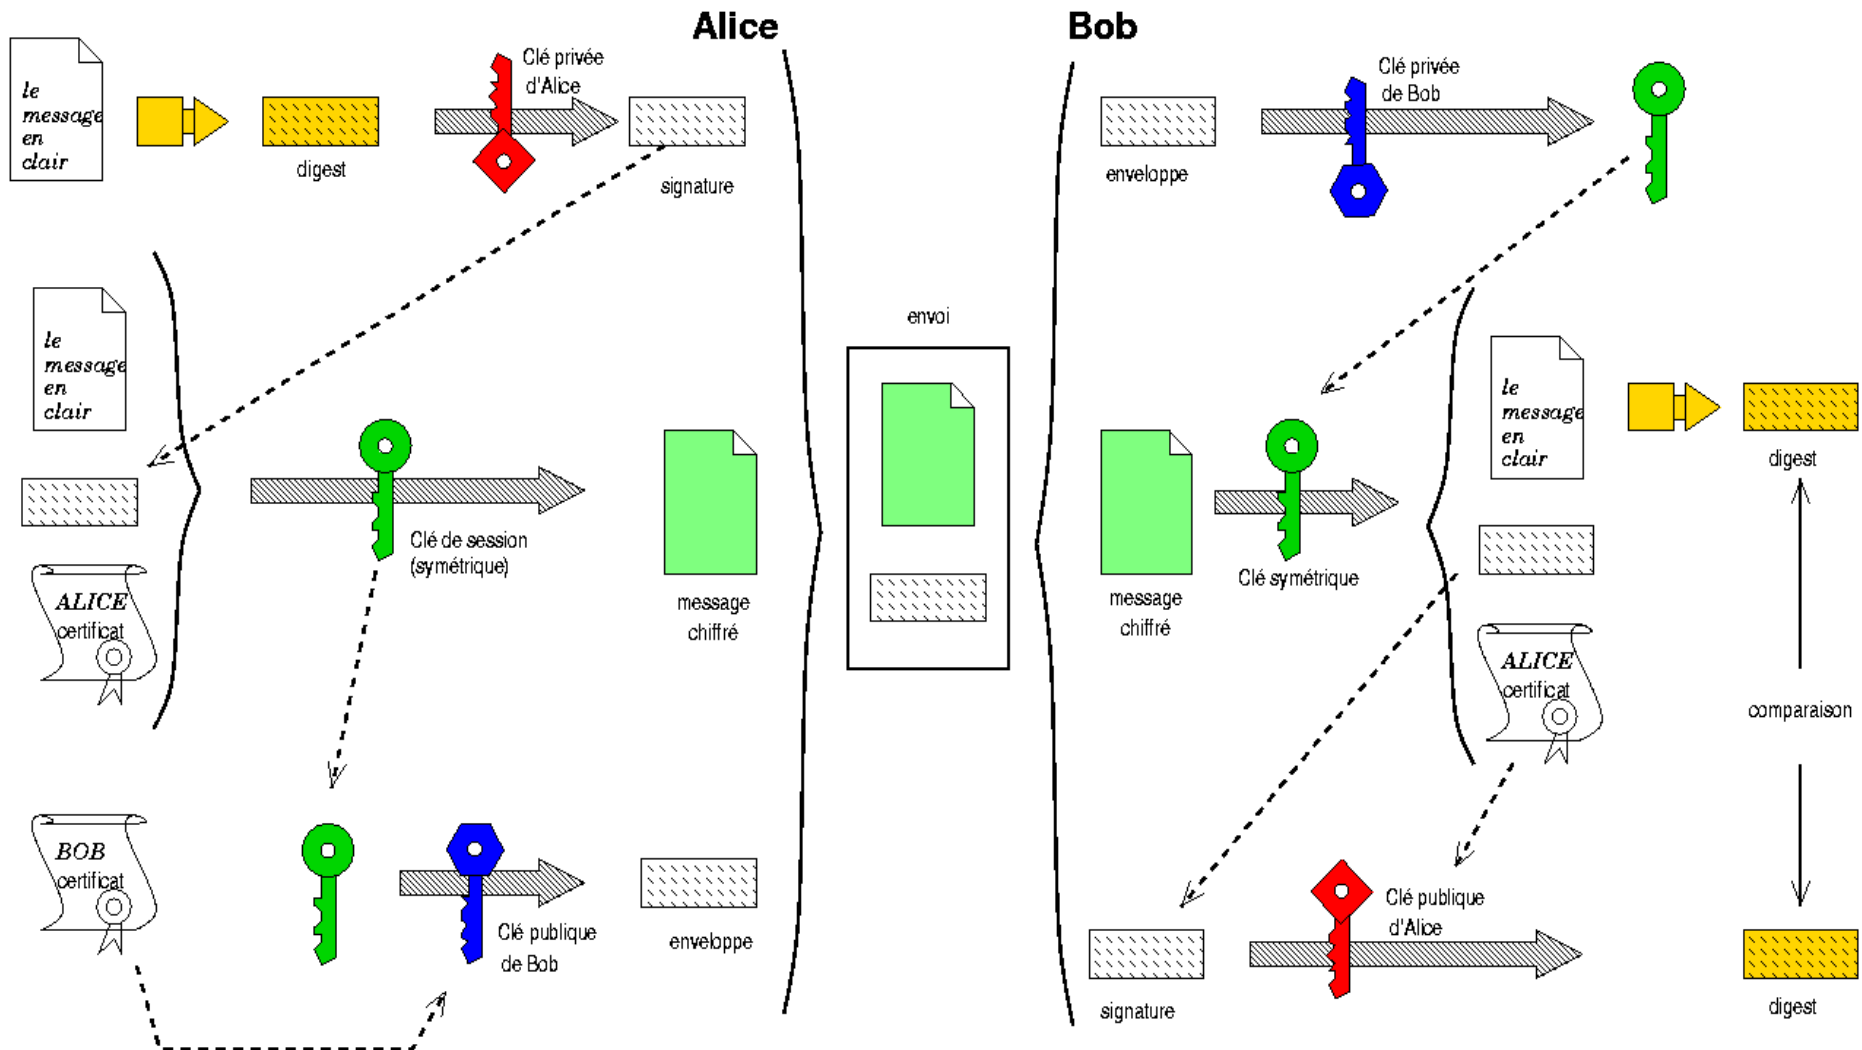 Alice
Bob
le
message
en
clair
digest
Clé privée
d'Alice
signature
enveloppe
Clé privée
de Bob
le
message
en
clair
ALICE
certificat
Clé de session
(symétrique)
message
chiffré
envoi
message
chiffré
Clé symétrique
le
message
en
clair
digest
ALICE
certificat
comparaison
BOB
certificat
Clé publique
de Bob
enveloppe
signature
Clé publique
d'Alice
digest